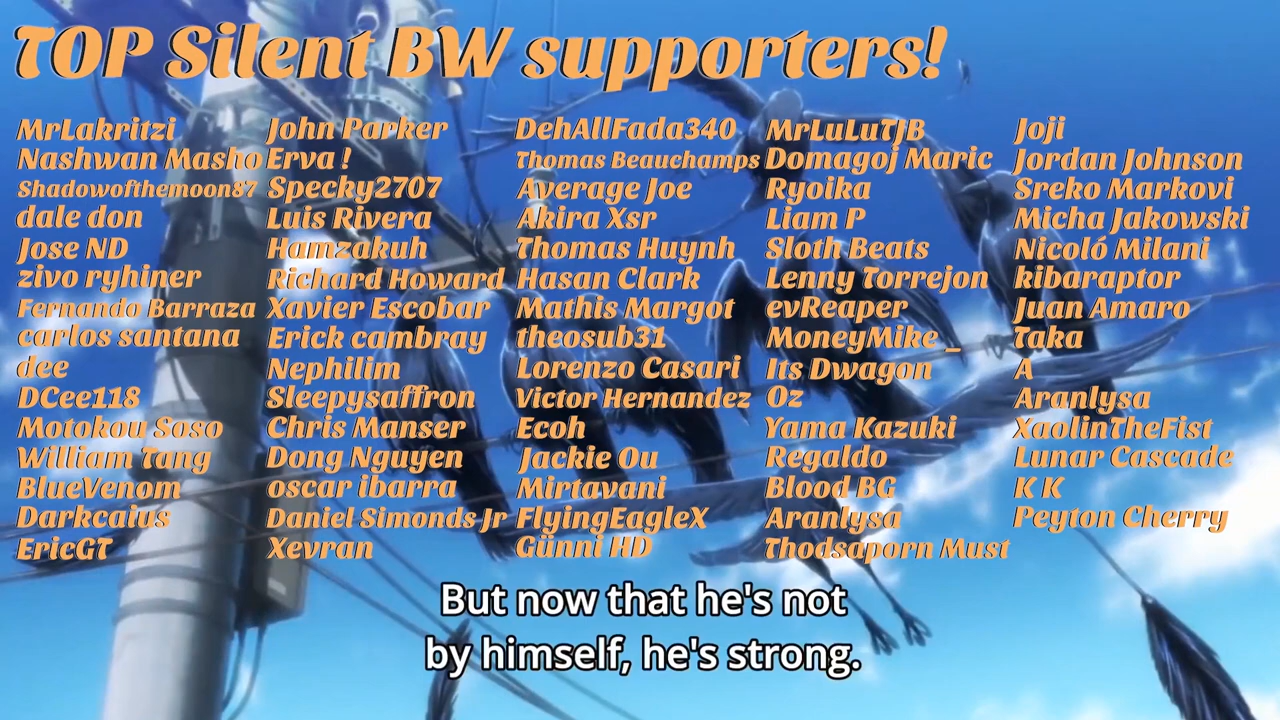 TOP Silent BW supporters!
MrLakritzi
Nashwan Masho
Shadowofthemoon87
dale don
Jose ND
zivo ryhiner
Fernando Barraza
carlos santana
dee
DCee118
Motokou Soso
William Tang
BlueVenom
Darkcaius
EricGT
John Parker
Erva !
Specky2707
Luis Rivera
Hamzakuh
Richard Howard
Xavier Escobar
Erick cambray
Nephilim
Sleepysaffron
Chris Manser
Dong Nguyen
oscar ibarra
Daniel Simonds Jr
Xevran
DehAllFada340
Thomas Beauchamps
Average Joe
Akira Xsr
Thomas Huynh
Hasan Clark
Mathis Margot
theosub31
Lorenzo Casari
Victor Hernandez
Ecoh
Jackie Ou
Mirtavani
FlyingEagleX
Günni HD
MrLuLuTJB
Domagoj Maric
Ryoika
Liam P
Sloth Beats
Lenny Torrejon
evReaper
MoneyMike _
Its Dwagon
Oz
Yama Kazuki
Regaldo
Blood BG
Aranlysa
Thodsaporn Must
Joji
Jordan Johnson
Sreko Markovi
Micha Jakowski
Nicoló Milani
kibaraptor
Juan Amaro
Taka
A
Aranlysa
XaolinTheFist
Lunar Cascade
K K
Peyton Cherry
But now that he's not
by himself, he's strong.